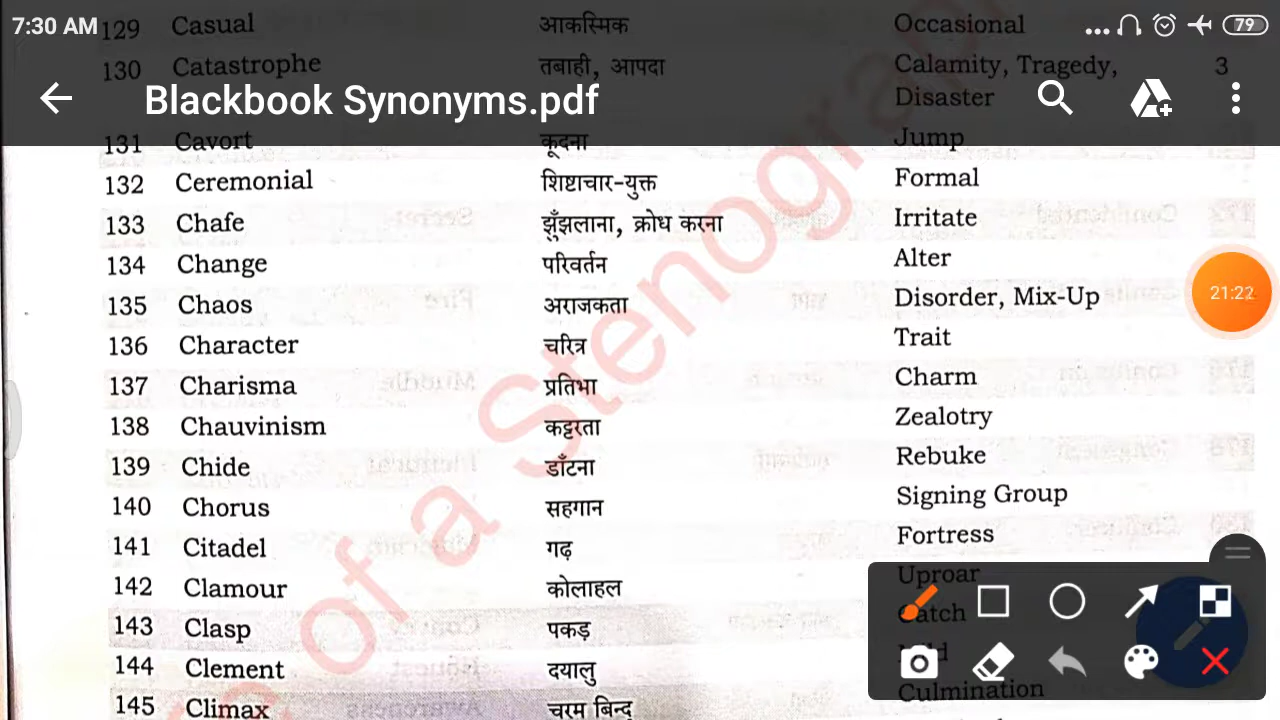 7:30 AM
79
Blackbook Synonyms.pdf
129 Casual आकस्मिक Occasional
130 Catastrophe तबाही, आपदा Calamity, Tragedy, 3
Disaster
131 Cavort कूदना Jump
132 Ceremonial शिष्टाचार-युक्त Formal
133 Chafe झुँझलाना, क्रोध करना Irritate
134 Change परिवर्तन Alter
21:22
135 Chaos अराजकता Disorder, Mix-Up
136 Character चरित्र Trait
137 Charisma प्रतिभा Charm
138 Chauvinism कट्टरता Zealotry
139 Chide डाँटना Rebuke
140 Chorus सहगान Signing Group
141 Citadel गढ़ Fortress
142 Clamour कोलाहल Uproar
143 Clasp पकड़ Catch
144 Clement दयालु
145 Climax चरम बिन्दु Culmination
of a Stenograp